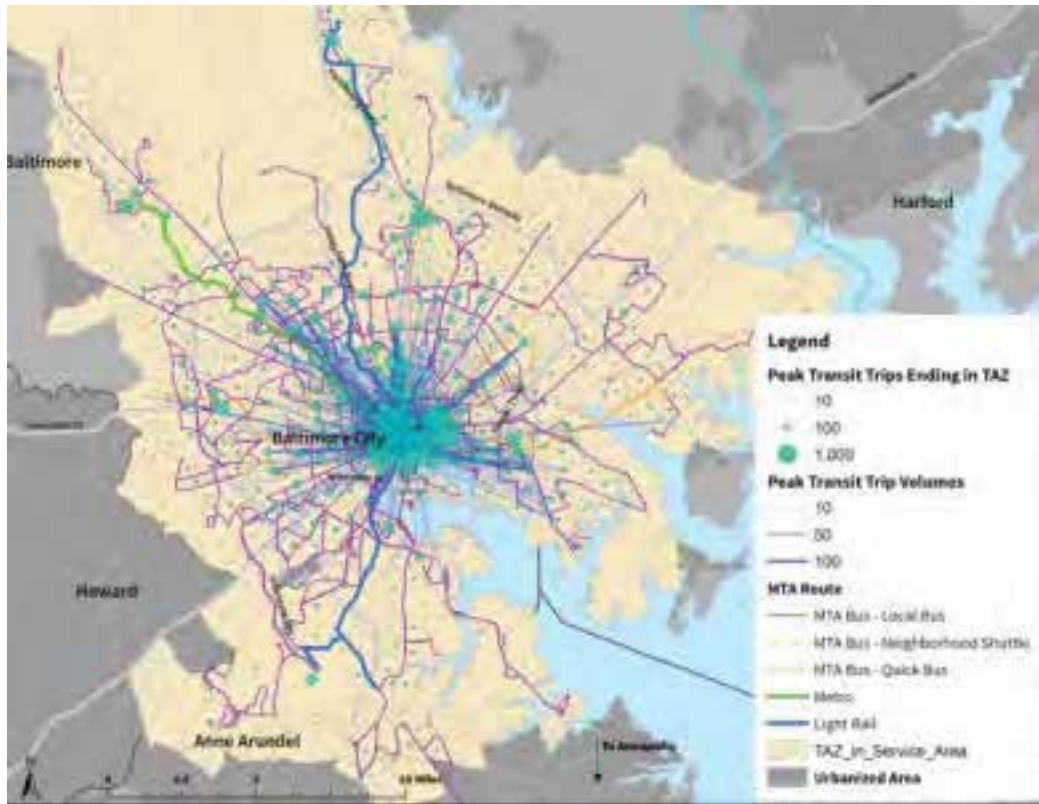 Baltimore
Harford
Baltimore City
Howard
Anne Arundel
To Annapolis
10 Miles
Legend
Peak Transit Trips Ending in TAZ
10
100
1,000
Peak Transit Trip Volumes
10
50
100
MTA Route
MTA Bus - Local Bus
MTA Bus - Neighborhood Shuttle
MTA Bus - Quick Bus
Metro
Light Rail
TAZ_in_Service_Area
Urbanized Area